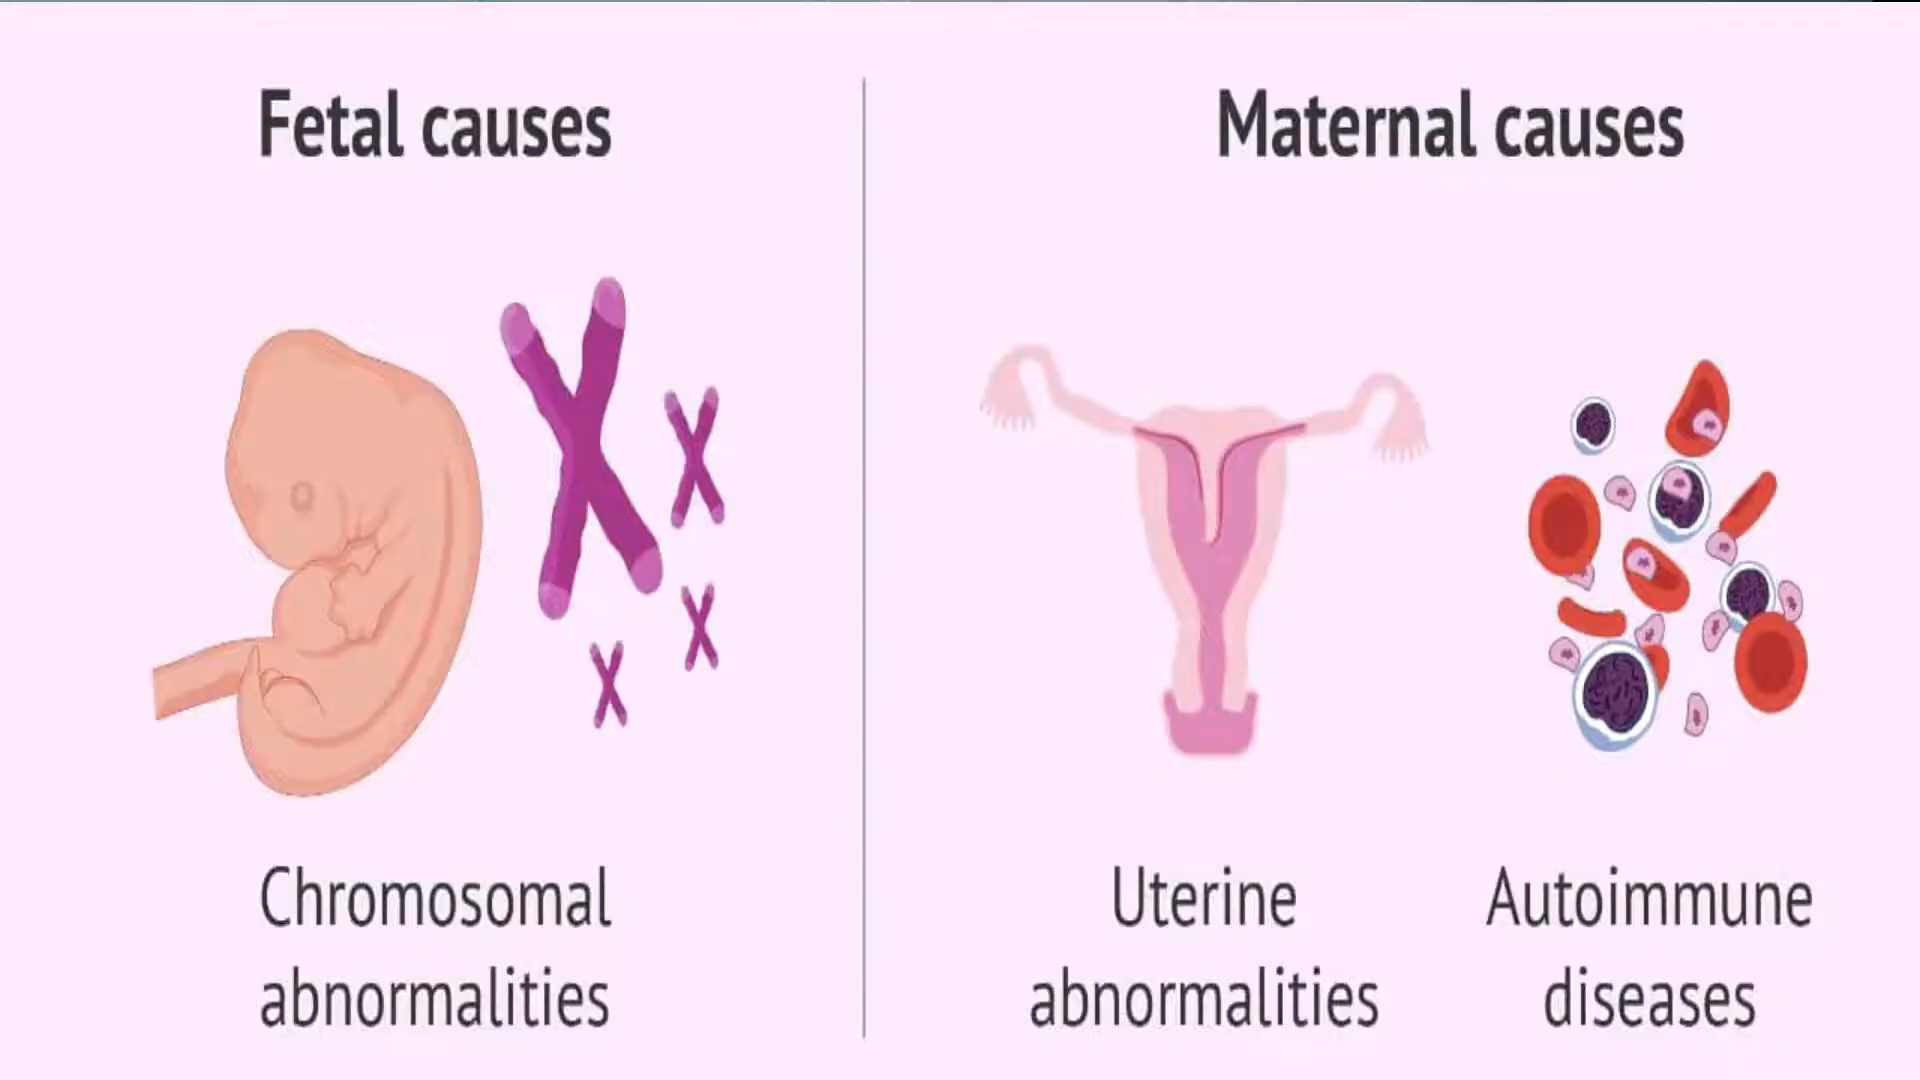 Fetal causes
Chromosomal
abnormalities
Maternal causes
Uterine
abnormalities
Autoimmune
diseases